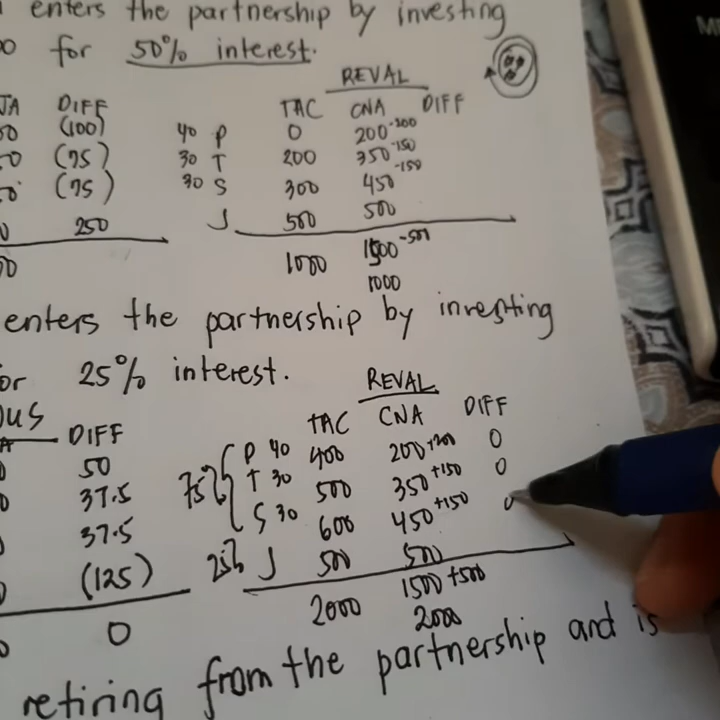 enters the partnership by investing
for 50% interest.
REVAL
DIFF TAC CNA DIFF
(100) 40 P 0 200 -200
(75) 30 T 200 350 -150
(75) 30 S 300 450 -150
250 J 500 500
1000 1500 -500
1000
enters the partnership by investing
or 25% interest.
REVAL
DIFF TAC CNA DIFF
50 P 40 400 200 +200 0
37.5 75% T 30 500 350 +150 0
37.5 S 30 600 450 +150 0
(125) 25% J 500 500
0 2000 1500 +500
2000
retiring from the partnership and is